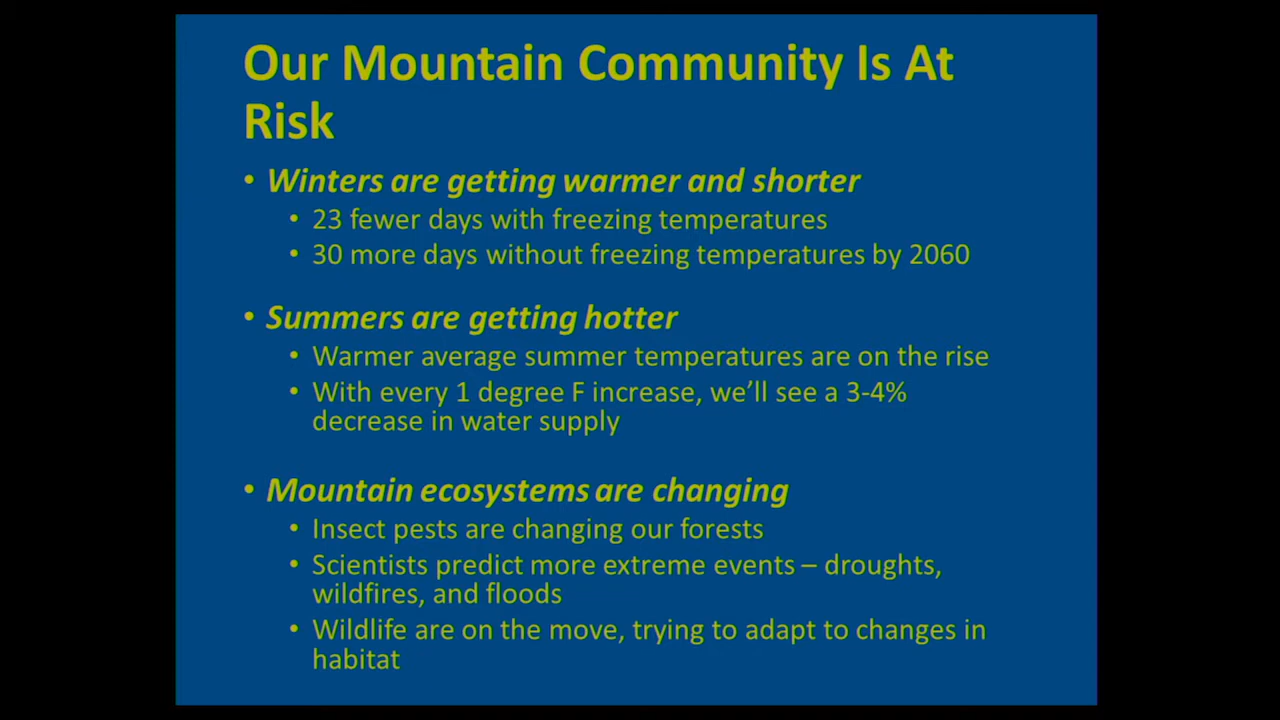 Our Mountain Community Is At
Risk
• Winters are getting warmer and shorter
• 23 fewer days with freezing temperatures
• 30 more days without freezing temperatures by 2060
• Summers are getting hotter
• Warmer average summer temperatures are on the rise
• With every 1 degree F increase, we’ll see a 3-4%
decrease in water supply
• Mountain ecosystems are changing
• Insect pests are changing our forests
• Scientists predict more extreme events – droughts,
wildfires, and floods
• Wildlife are on the move, trying to adapt to changes in
habitat